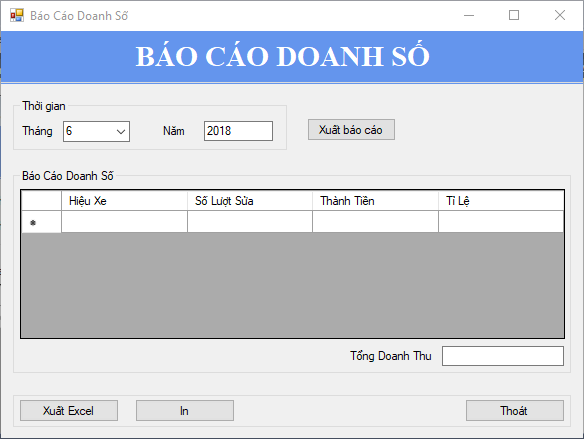 Báo Cáo Doanh Số
BÁO CÁO DOANH SỐ
Thời gian
Tháng 6 Năm 2018 Xuất báo cáo
Báo Cáo Doanh Số
Hiệu Xe Số Lượt Sửa Thành Tiền Tỉ Lệ
Tổng Doanh Thu
Xuất Excel In Thoát